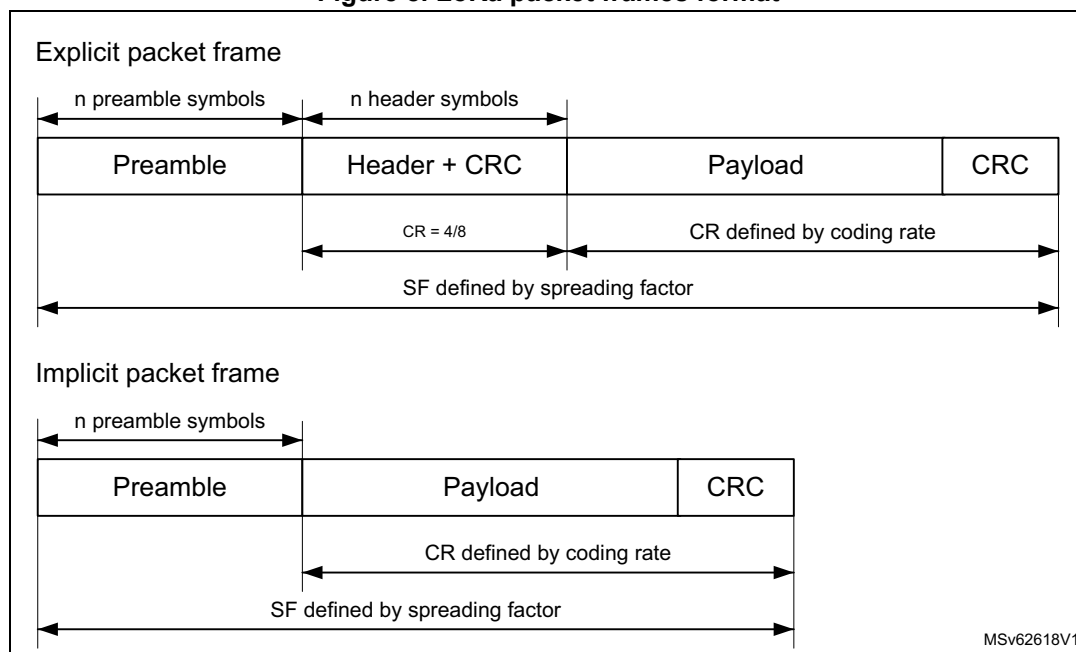 Explicit packet frame
n preamble symbols n header symbols
Preamble Header + CRC Payload CRC
CR = 4/8 CR defined by coding rate
SF defined by spreading factor
Implicit packet frame
n preamble symbols
Preamble Payload CRC
CR defined by coding rate
SF defined by spreading factor
MSv62618V1